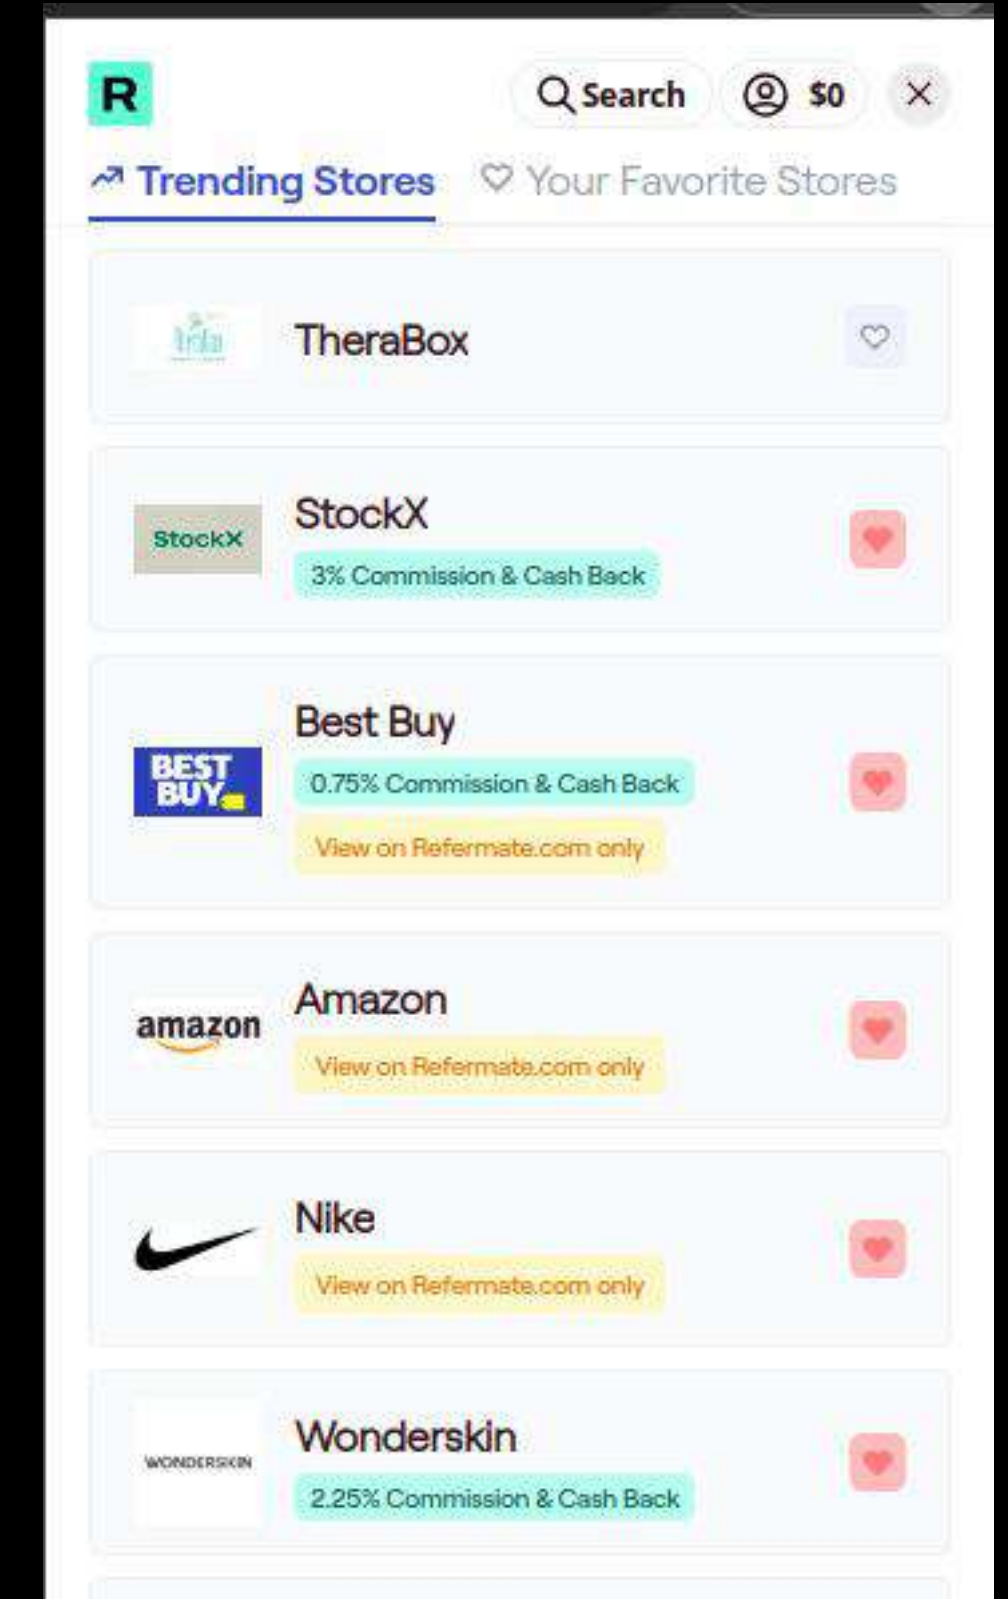 R
Search
$0
Trending Stores
Your Favorite Stores
TheraBox
StockX
StockX
3% Commission & Cash Back
Best Buy
BEST
BUY
0.75% Commission & Cash Back
View on Refermate.com only
Amazon
amazon
View on Refermate.com only
Nike
View on Refermate.com only
Wonderskin
WONDERSKIN
2.25% Commission & Cash Back